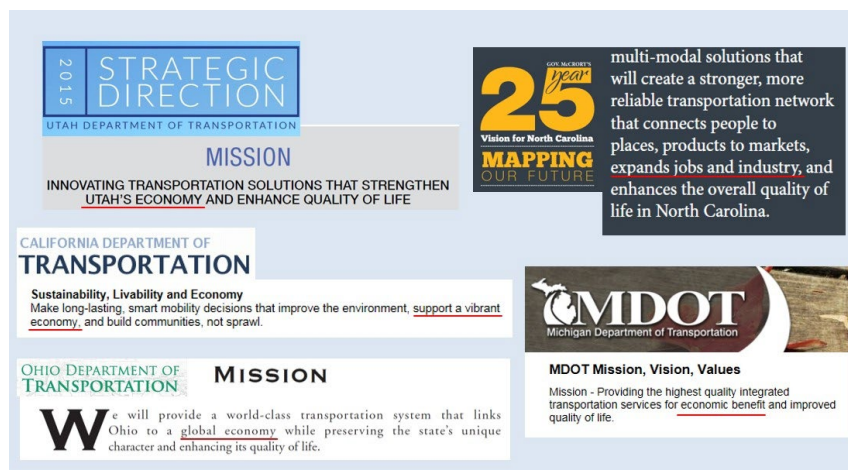 2015
STRATEGIC
DIRECTION
UTAH DEPARTMENT OF TRANSPORTATION
MISSION
INNOVATING TRANSPORTATION SOLUTIONS THAT STRENGTHEN
UTAH'S ECONOMY AND ENHANCE QUALITY OF LIFE
GOV. McCRORY'S
25 year
Vision for North Carolina
MAPPING
OUR FUTURE
multi-modal solutions that
will create a stronger, more
reliable transportation network
that connects people to
places, products to markets,
expands jobs and industry, and
enhances the overall quality of
life in North Carolina.
CALIFORNIA DEPARTMENT OF
TRANSPORTATION
Sustainability, Livability and Economy
Make long-lasting, smart mobility decisions that improve the environment, support a vibrant
economy, and build communities, not sprawl.
MDOT
Michigan Department of Transportation
MDOT Mission, Vision, Values
Mission - Providing the highest quality integrated
transportation services for economic benefit and improved
quality of life.
OHIO DEPARTMENT OF
TRANSPORTATION
MISSION
We will provide a world-class transportation system that links
Ohio to a global economy while preserving the state's unique
character and enhancing its quality of life.